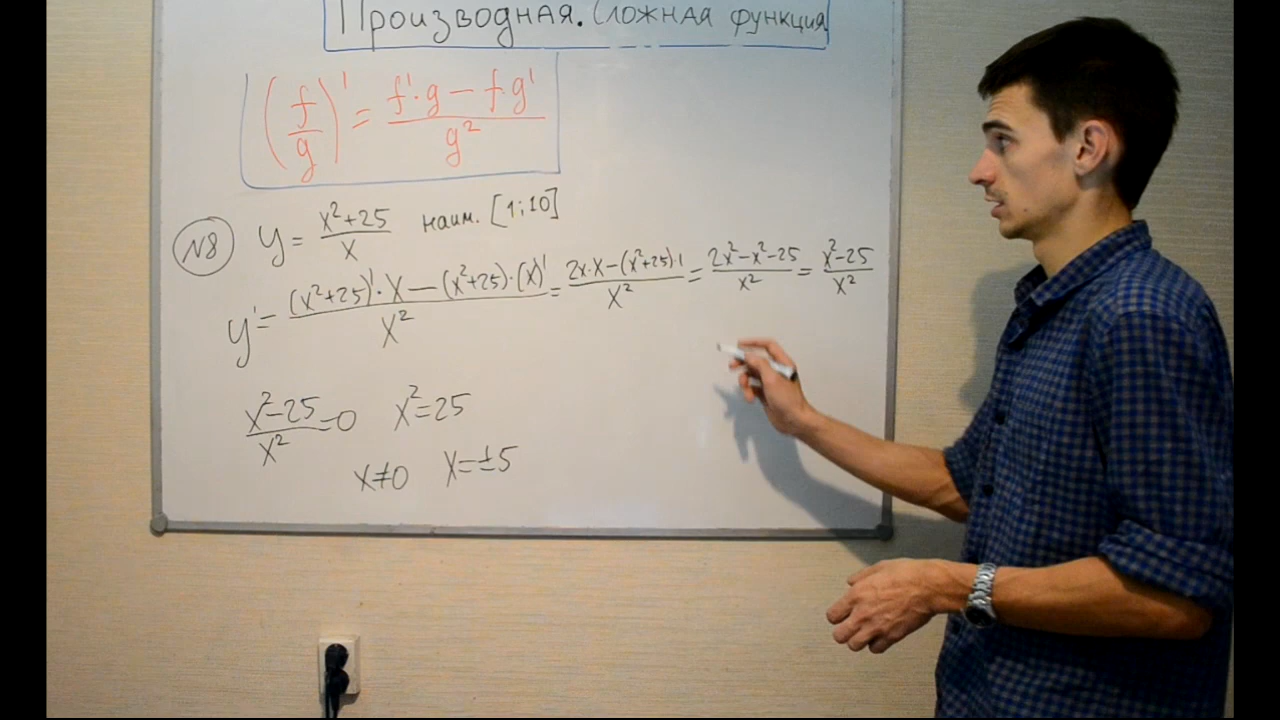 Производная. Сложная функция
(f/g)' = (f'·g − f·g')/g²
№8 y = (x²+25)/x наим. [1;10]
y' = ((x²+25)'·x − (x²+25)·(x)')/x² = (2x·x−(x²+25)·1)/x² = (2x²−x²−25)/x² = (x²−25)/x²
(x²−25)/x² = 0 x² = 25
x≠0 x=±5